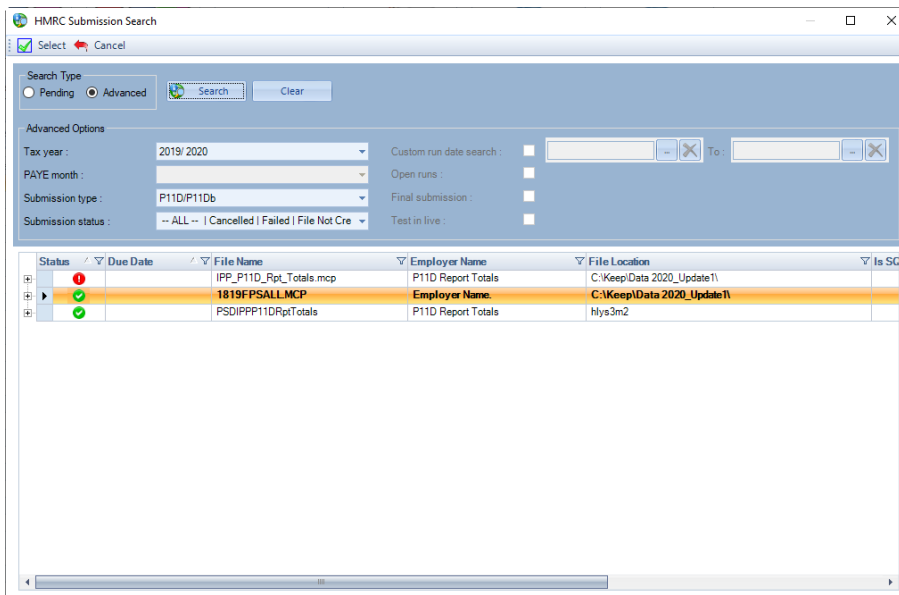 HMRC Submission Search
Select Cancel
Search Type
Pending Advanced Search Clear
Advanced Options
Tax year : 2019/ 2020 Custom run date search : .. To : ..
PAYE month : Open runs :
Submission type : P11D/P11Db Final submission :
Submission status : -- ALL -- | Cancelled | Failed | File Not Cre Test in live :
Status Due Date File Name Employer Name File Location Is SQ
IPP_P11D_Rpt_Totals.mcp P11D Report Totals C:\Keep\Data 2020_Update1\
1819FPSALL.MCP Employer Name. C:\Keep\Data 2020_Update1\
PSDIPPP11DRptTotals P11D Report Totals hlys3m2